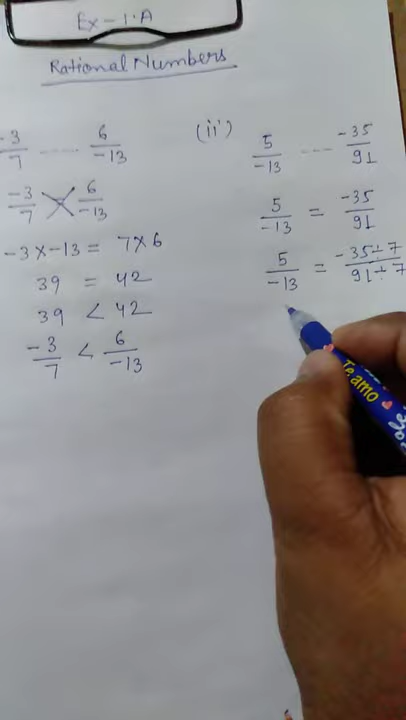 Ex-1.A
Rational Numbers
-3/7 ---- 6/-13
-3/7 6/-13
-3×-13 = 7×6
39 = 42
39 < 42
-3/7 < 6/-13
(ii) 5/-13 --- -35/91
5/-13 = -35/91
5/-13 = -35÷7/91÷7
Te amo